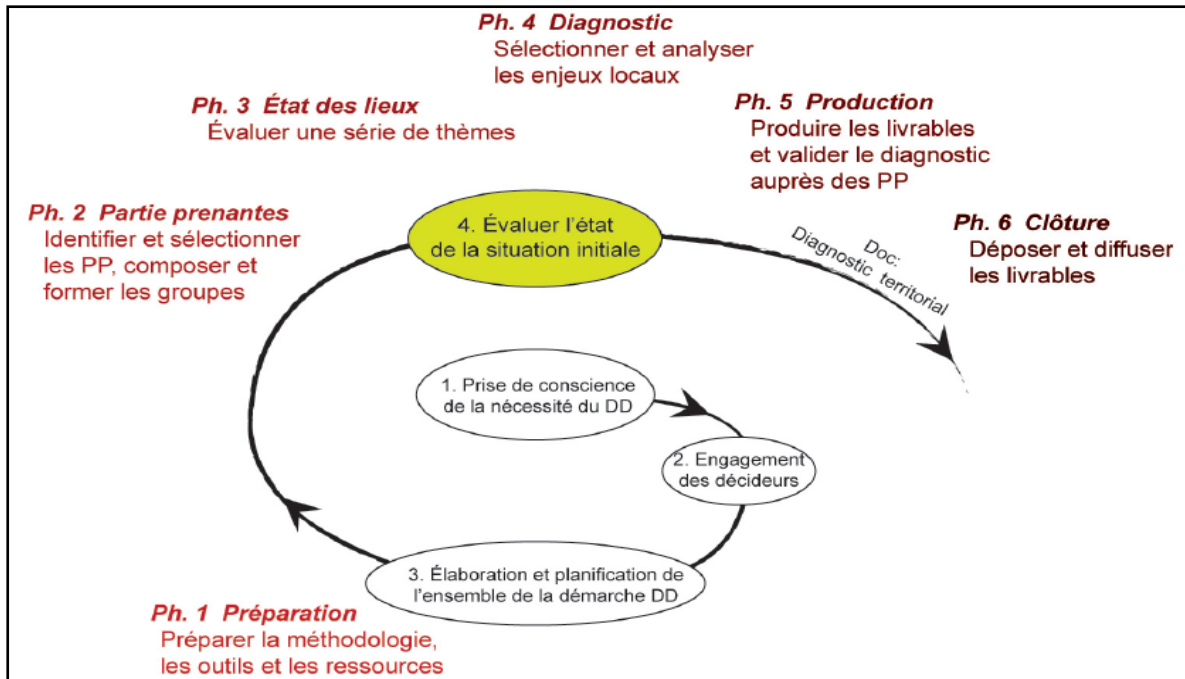 Ph. 4 Diagnostic
Sélectionner et analyser
les enjeux locaux
Ph. 3 État des lieux
Évaluer une série de thèmes
Ph. 5 Production
Produire les livrables
et valider le diagnostic
auprès des PP
Ph. 2 Partie prenantes
Identifier et sélectionner
les PP, composer et
former les groupes
4. Évaluer l'état
de la situation initiale
Doc:
Diagnostic territorial
Ph. 6 Clôture
Déposer et diffuser
les livrables
1. Prise de conscience
de la nécessité du DD
2. Engagement
des décideurs
3. Élaboration et planification de
l'ensemble de la démarche DD
Ph. 1 Préparation
Préparer la méthodologie,
les outils et les ressources